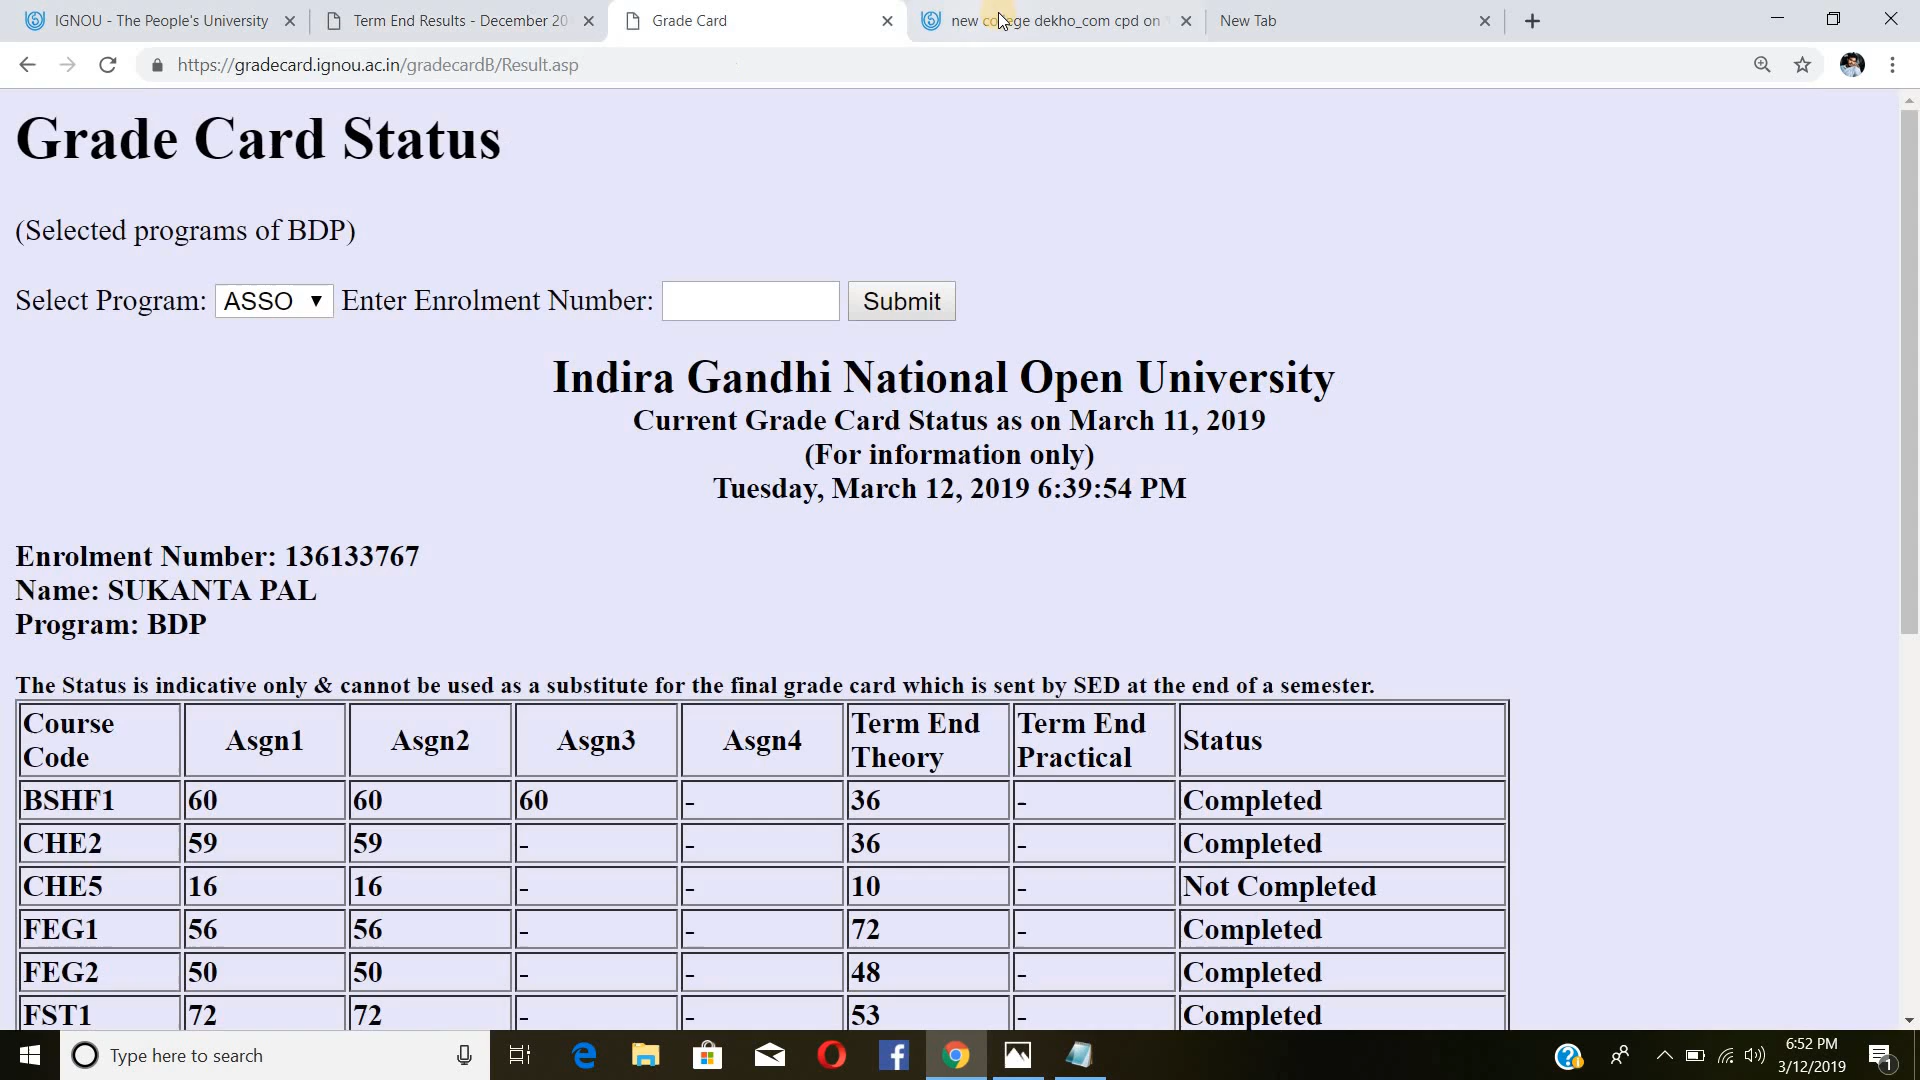 IGNOU - The People's University
Term End Results - December 20
Grade Card
new college dekho_com cpd on
New Tab
https://gradecard.ignou.ac.in/gradecardB/Result.asp
Grade Card Status
(Selected programs of BDP)
Select Program: ASSO Enter Enrolment Number: Submit
Indira Gandhi National Open University
Current Grade Card Status as on March 11, 2019
(For information only)
Tuesday, March 12, 2019 6:39:54 PM
Enrolment Number: 136133767
Name: SUKANTA PAL
Program: BDP
The Status is indicative only & cannot be used as a substitute for the final grade card which is sent by SED at the end of a semester.
Course Code Asgn1 Asgn2 Asgn3 Asgn4 Term End Theory Term End Practical Status
BSHF1 60 60 60 - 36 - Completed
CHE2 59 59 - - 36 - Completed
CHE5 16 16 - - 10 - Not Completed
FEG1 56 56 - - 72 - Completed
FEG2 50 50 - - 48 - Completed
FST1 72 72 - - 53 - Completed
Type here to search
6:52 PM
3/12/2019
1